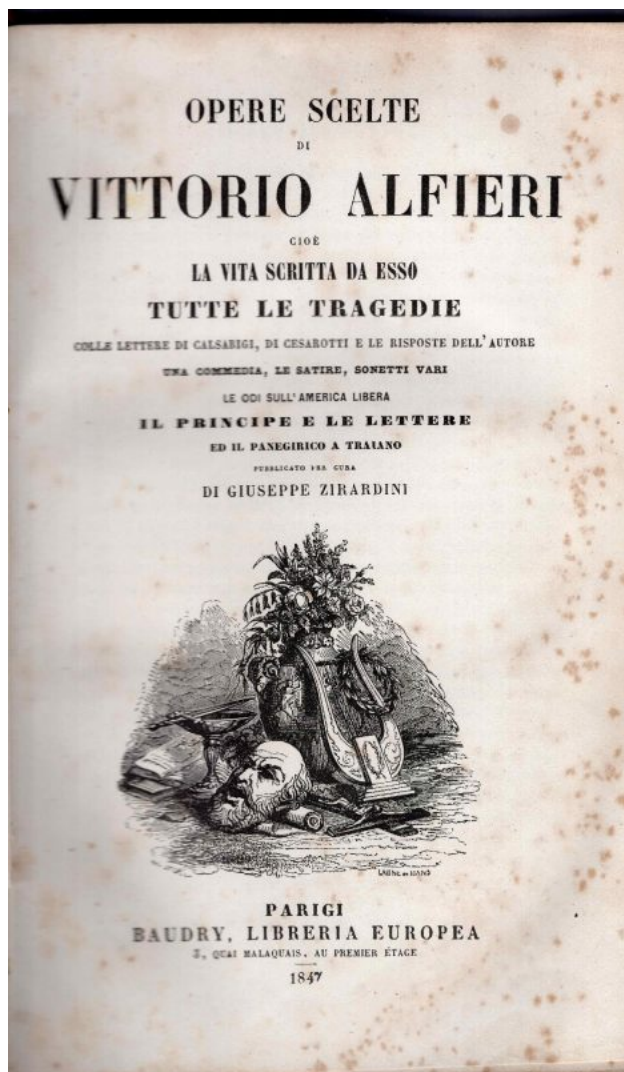 OPERE SCELTE
DI
VITTORIO ALFIERI
CIOÈ
LA VITA SCRITTA DA ESSO
TUTTE LE TRAGEDIE
COLLE LETTERE DI CALSABIGI, DI CESAROTTI E LE RISPOSTE DELL'AUTORE
UNA COMMEDIA, LE SATIRE, SONETTI VARI
LE ODI SULL'AMERICA LIBERA
IL PRINCIPE E LE LETTERE
ED IL PANEGIRICO A TRAIANO
PUBBLICATO PER CURA
DI GIUSEPPE ZIRARDINI
PARIGI
BAUDRY, LIBRERIA EUROPEA
3, QUAI MALAQUAIS, AU PREMIER ÉTAGE
1847